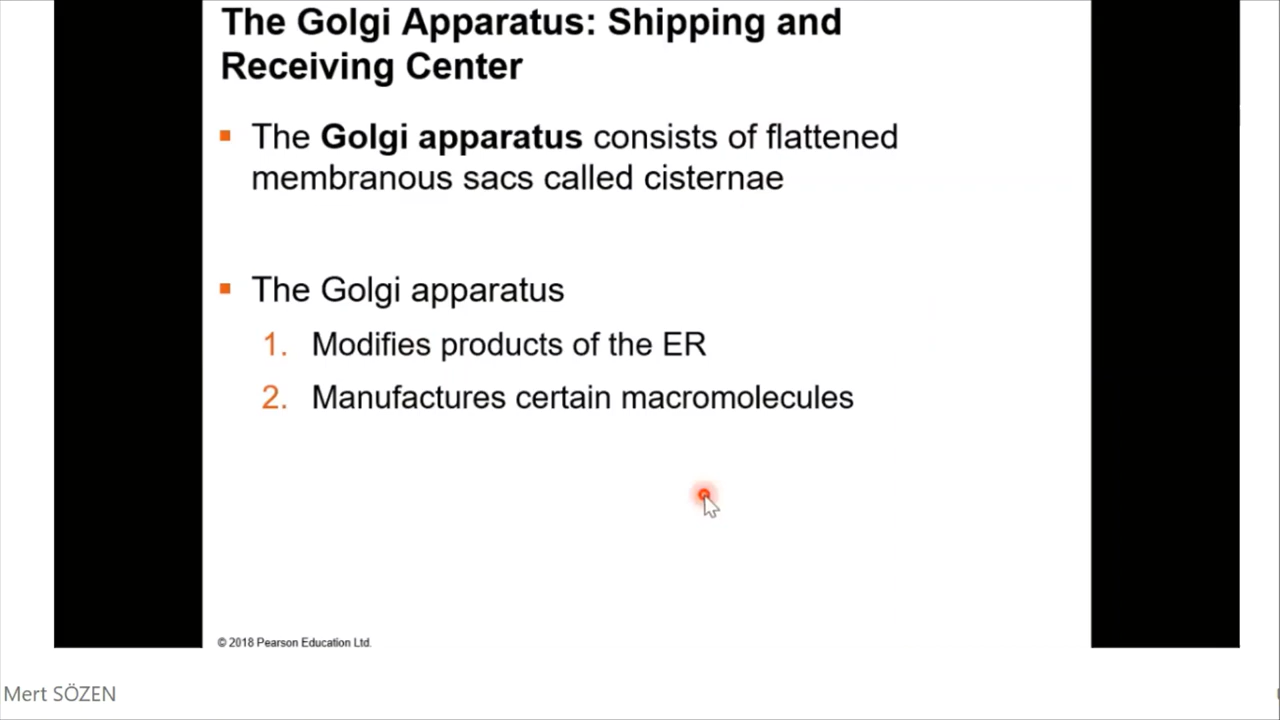 The Golgi Apparatus: Shipping and
Receiving Center
▪ The Golgi apparatus consists of flattened
membranous sacs called cisternae
▪ The Golgi apparatus
1. Modifies products of the ER
2. Manufactures certain macromolecules
© 2018 Pearson Education Ltd.
Mert SÖZEN